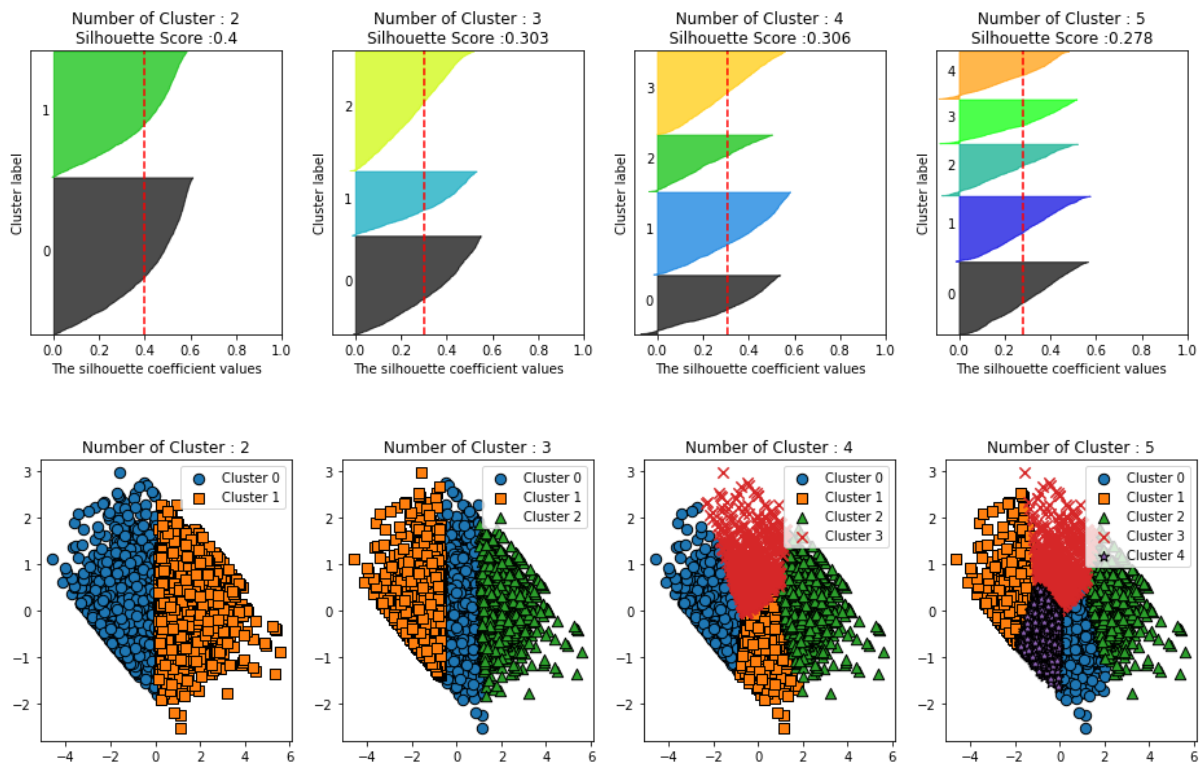 Number of Cluster : 2
Silhouette Score :0.4
1
0
Cluster label
0.0 0.2 0.4 0.6 0.8 1.0
The silhouette coefficient values
Number of Cluster : 3
Silhouette Score :0.303
2
1
0
Cluster label
0.0 0.2 0.4 0.6 0.8 1.0
The silhouette coefficient values
Number of Cluster : 4
Silhouette Score :0.306
3
2
1
0
Cluster label
0.0 0.2 0.4 0.6 0.8 1.0
The silhouette coefficient values
Number of Cluster : 5
Silhouette Score :0.278
4
3
2
1
0
Cluster label
0.0 0.2 0.4 0.6 0.8 1.0
The silhouette coefficient values
Number of Cluster : 2
Cluster 0
Cluster 1
3
2
1
0
−1
−2
−4 −2 0 2 4 6
Number of Cluster : 3
Cluster 0
Cluster 1
Cluster 2
3
2
1
0
−1
−2
−4 −2 0 2 4 6
Number of Cluster : 4
Cluster 0
Cluster 1
Cluster 2
Cluster 3
3
2
1
0
−1
−2
−4 −2 0 2 4 6
Number of Cluster : 5
Cluster 0
Cluster 1
Cluster 2
Cluster 3
Cluster 4
3
2
1
0
−1
−2
−4 −2 0 2 4 6